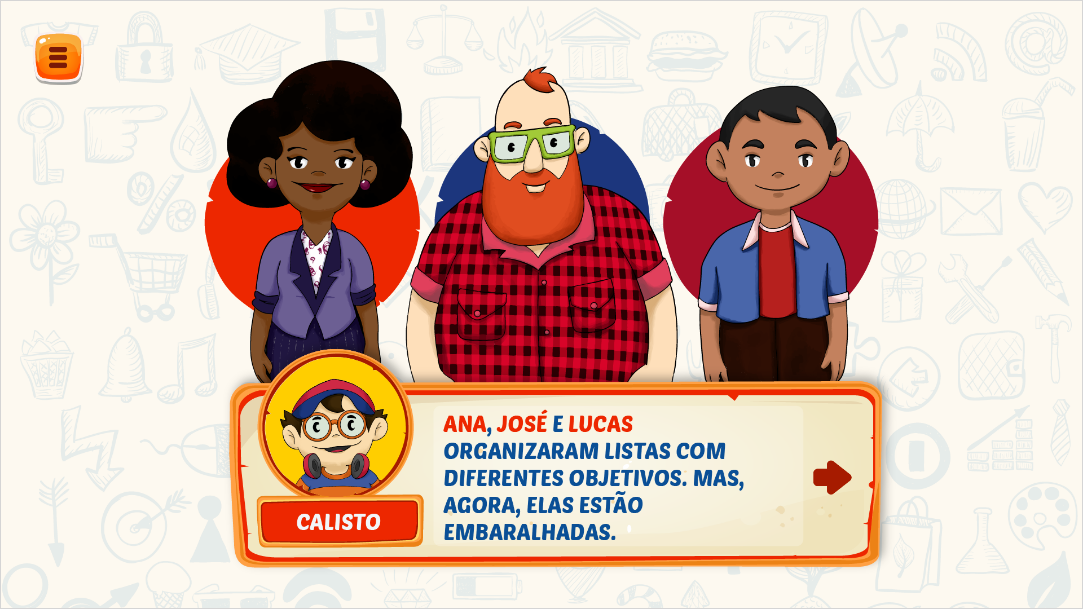 ANA, JOSÉ E LUCAS
ORGANIZARAM LISTAS COM
DIFERENTES OBJETIVOS. MAS,
AGORA, ELAS ESTÃO
EMBARALHADAS.
CALISTO